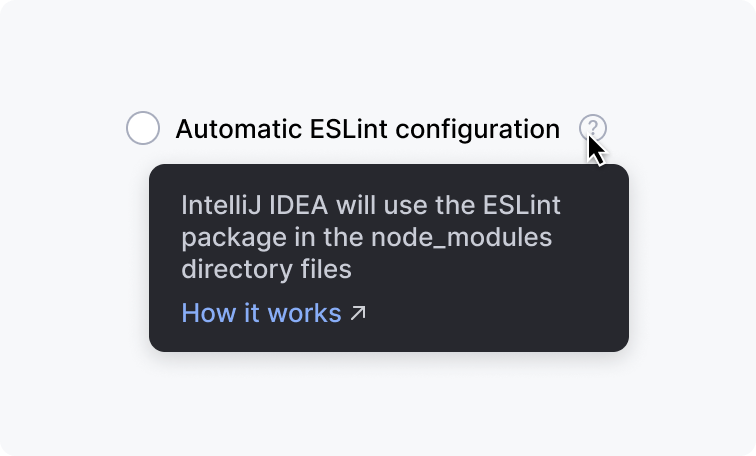 Automatic ESLint configuration ?
IntelliJ IDEA will use the ESLint
package in the node_modules
directory files
How it works ↗